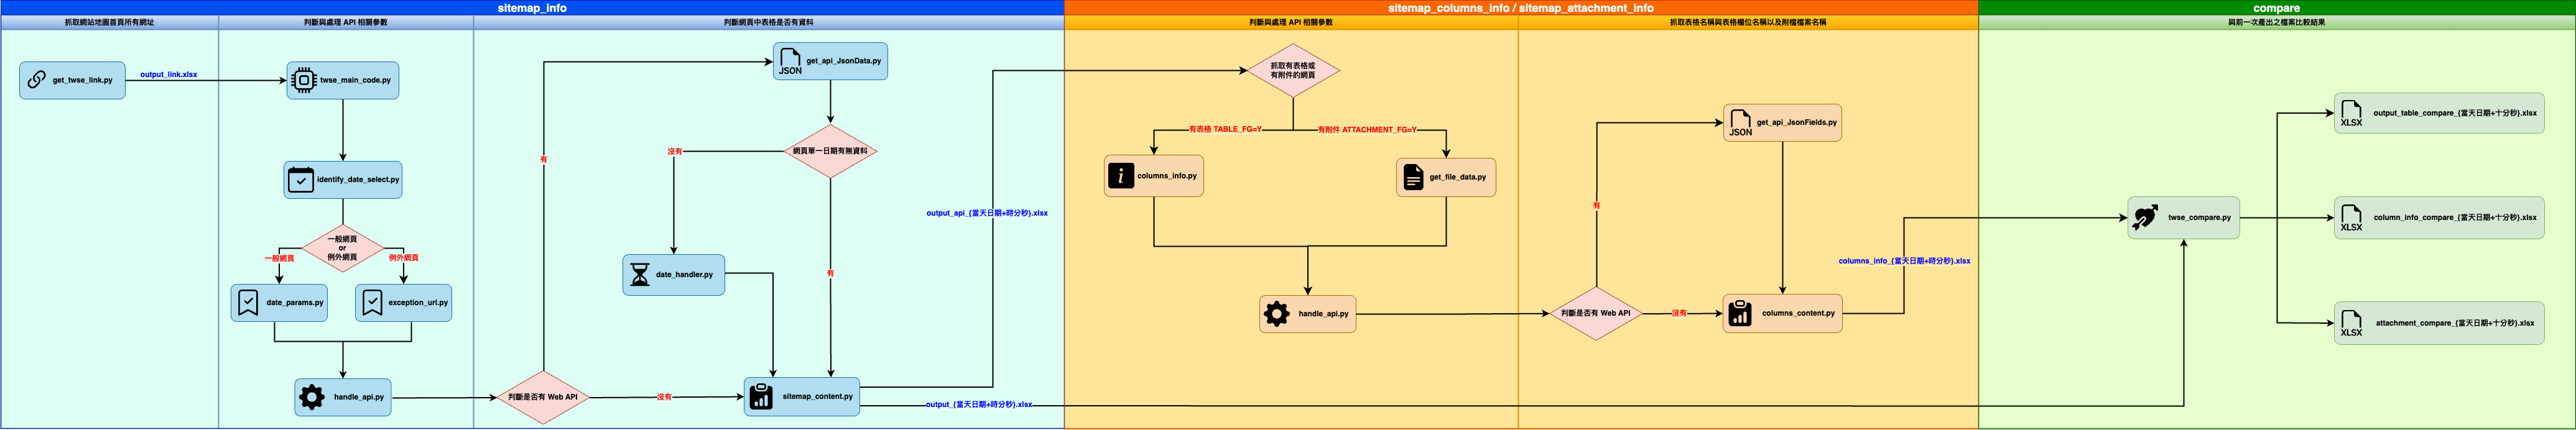 sitemap_info
sitemap_columns_info / sitemap_attachment_info
compare
抓取網站地圖首頁所有網址
判斷與處理 API 相關參數
判斷網頁中表格是否有資料
判斷與處理 API 相關參數
抓取表格名稱與表格欄位名稱以及附檔檔案名稱
與前一次產出之檔案比較結果
get_twse_link.py
output_link.xlsx
twse_main_code.py
identify_date_select.py
一般網頁
or
例外網頁
一般網頁
例外網頁
date_params.py
exception_url.py
handle_api.py
判斷是否有 Web API
有
沒有
JSON
get_api_JsonData.py
網頁單一日期有無資料
沒有
有
date_handler.py
sitemap_content.py
output_api_{當天日期+時分秒}.xlsx
output_{當天日期+時分秒}.xlsx
抓取有表格或
有附件的網頁
有表格 TABLE_FG=Y
有附件 ATTACHMENT_FG=Y
i
columns_info.py
get_file_data.py
handle_api.py
判斷是否有 Web API
有
沒有
JSON
get_api_JsonFields.py
columns_content.py
columns_info_{當天日期+時分秒}.xlsx
twse_compare.py
XLSX
output_table_compare_{當天日期+十分秒}.xlsx
XLSX
column_info_compare_{當天日期+十分秒}.xlsx
XLSX
attachment_compare_{當天日期+十分秒}.xlsx